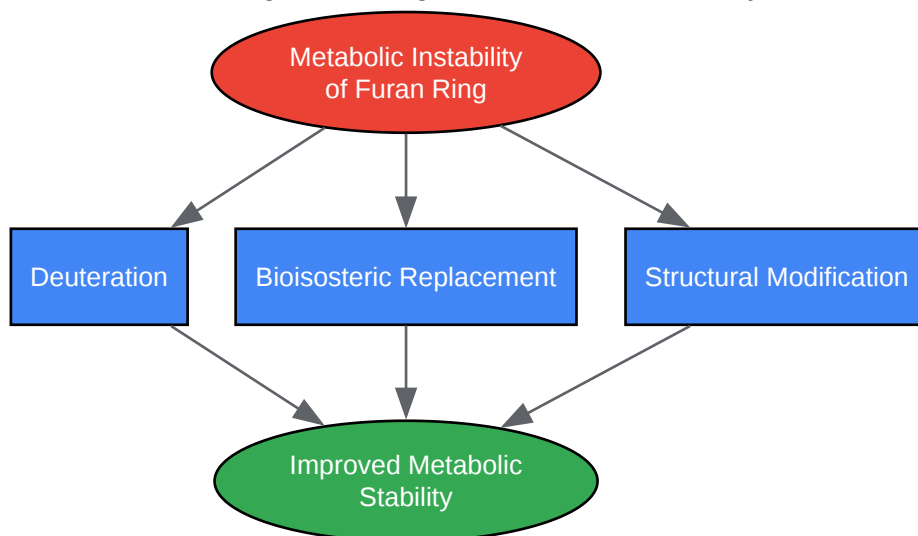 Metabolic Instability
of Furan Ring
Deuteration
Bioisosteric Replacement
Structural Modification
Improved Metabolic
Stability